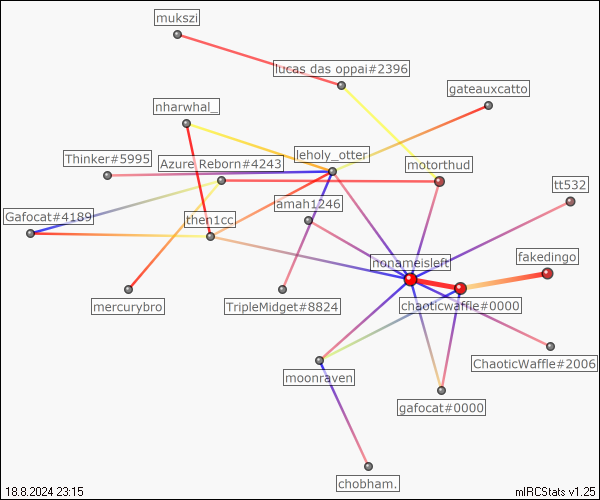 mukszi
lucas das oppai#2396
gateauxcatto
nharwhal_
leholy_otter
Thinker#5995
Azure Reborn#4243
motorthud
tt532
amah1246
Gafocat#4189
then1cc
nonameisleft
fakedingo
mercurybro
TripleMidget#8824
chaoticwaffle#0000
ChaoticWaffle#2006
moonraven
gafocat#0000
chobham.
18.8.2024 23:15
mIRCStats v1.25